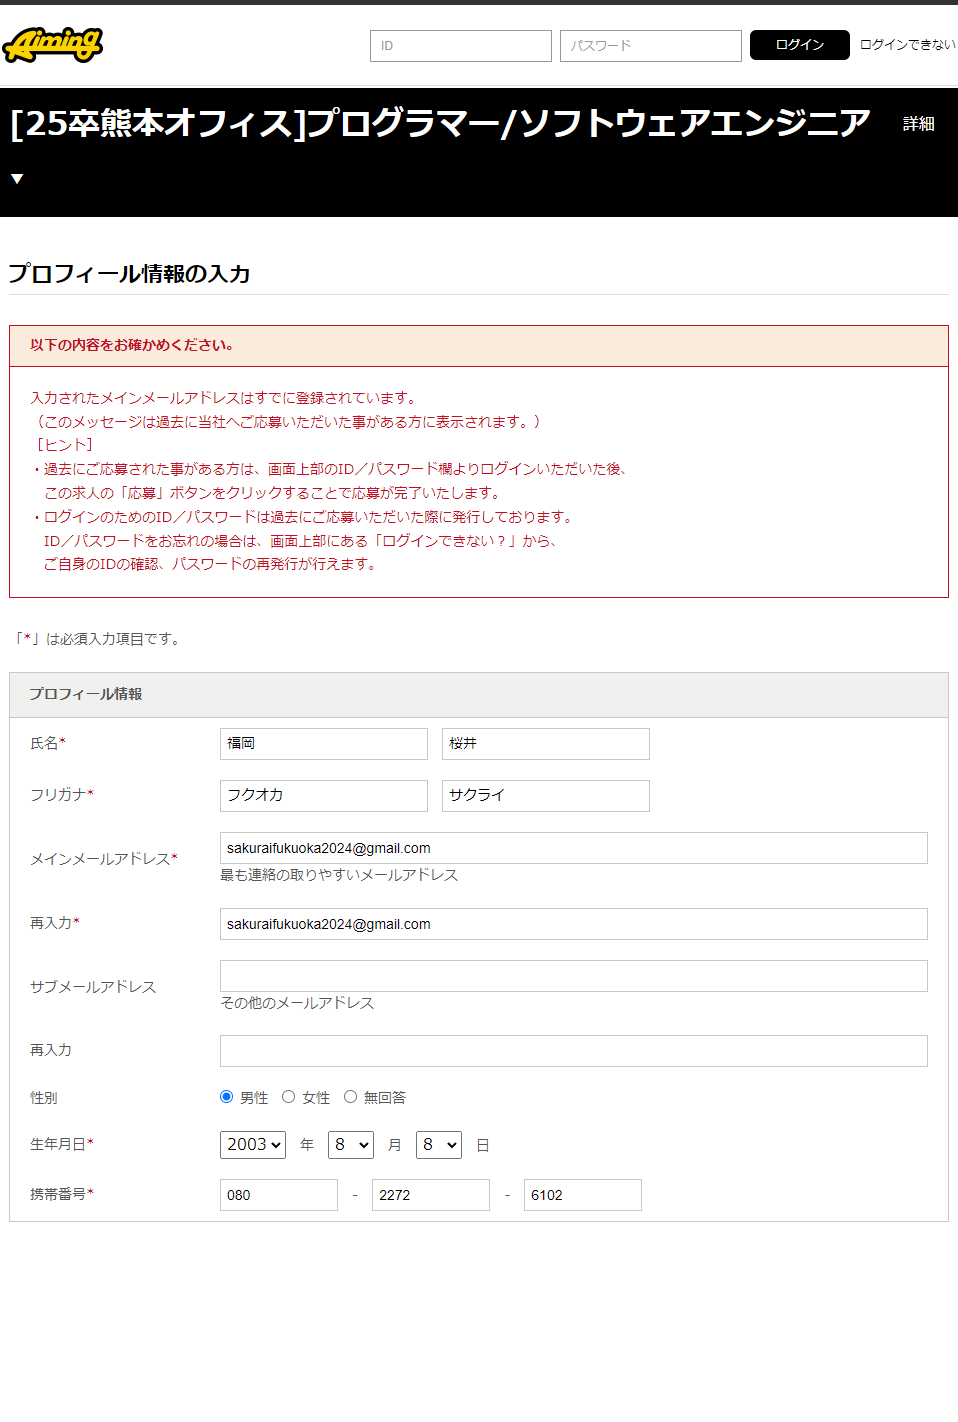 Aiming
ID
パスワード
ログイン
ログインできない
[25卒熊本オフィス]プログラマー/ソフトウェアエンジニア 詳細
▼
プロフィール情報の入力
以下の内容をお確かめください。
入力されたメインメールアドレスはすでに登録されています。
（このメッセージは過去に当社へご応募いただいた事がある方に表示されます。）
［ヒント］
・過去にご応募された事がある方は、画面上部のID／パスワード欄よりログインいただいた後、
この求人の「応募」ボタンをクリックすることで応募が完了いたします。
・ログインのためのID／パスワードは過去にご応募いただいた際に発行しております。
ID／パスワードをお忘れの場合は、画面上部にある「ログインできない？」から、
ご自身のIDの確認、パスワードの再発行が行えます。
「*」は必須入力項目です。
プロフィール情報
氏名* 福岡 桜井
フリガナ* フクオカ サクライ
メインメールアドレス* sakuraifukuoka2024@gmail.com
最も連絡の取りやすいメールアドレス
再入力* sakuraifukuoka2024@gmail.com
サブメールアドレス
その他のメールアドレス
再入力
性別 男性 女性 無回答
生年月日* 2003 年 8 月 8 日
携帯番号* 080 - 2272 - 6102